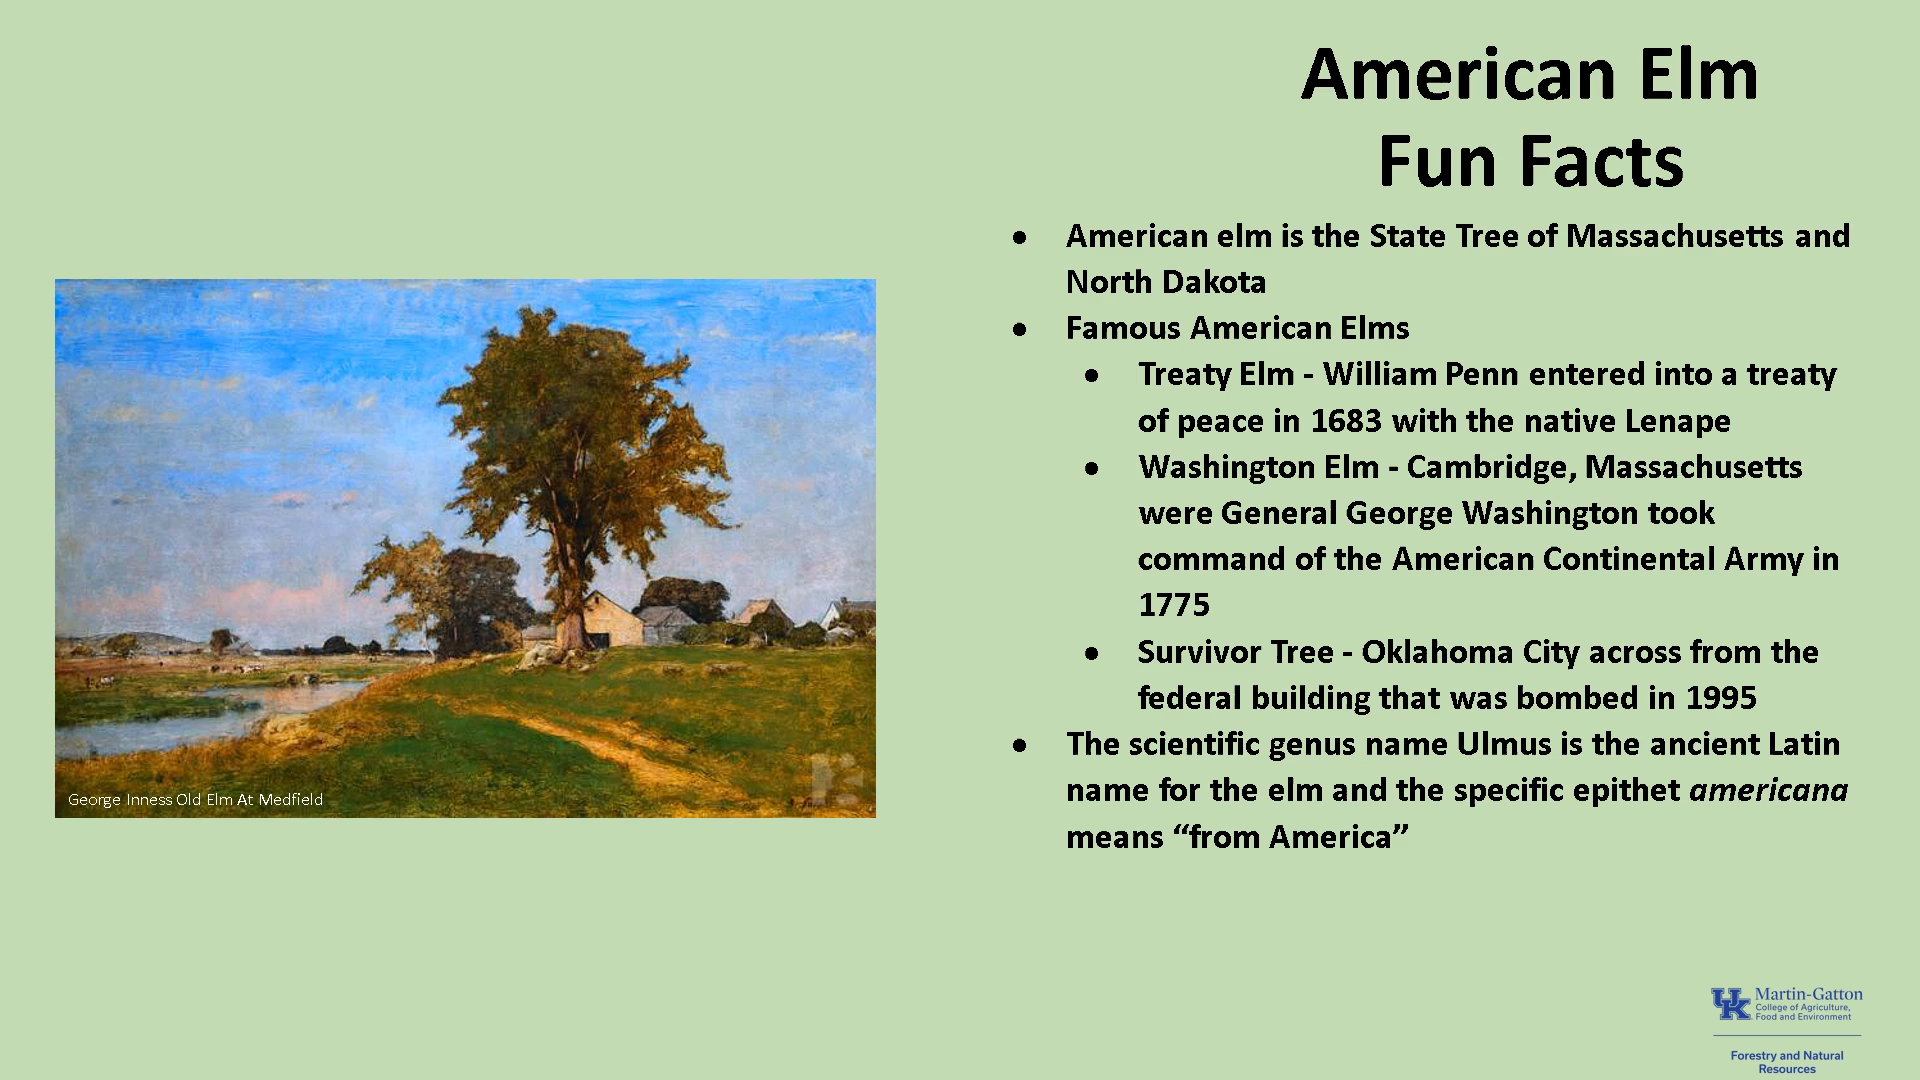 American Elm
Fun Facts
• American elm is the State Tree of Massachusetts and
North Dakota
• Famous American Elms
• Treaty Elm - William Penn entered into a treaty
of peace in 1683 with the native Lenape
• Washington Elm - Cambridge, Massachusetts
were General George Washington took
command of the American Continental Army in
1775
• Survivor Tree - Oklahoma City across from the
federal building that was bombed in 1995
• The scientific genus name Ulmus is the ancient Latin
name for the elm and the specific epithet americana
means “from America”
George Inness Old Elm At Medfield
UK Martin-Gatton
College of Agriculture,
Food and Environment
Forestry and Natural
Resources